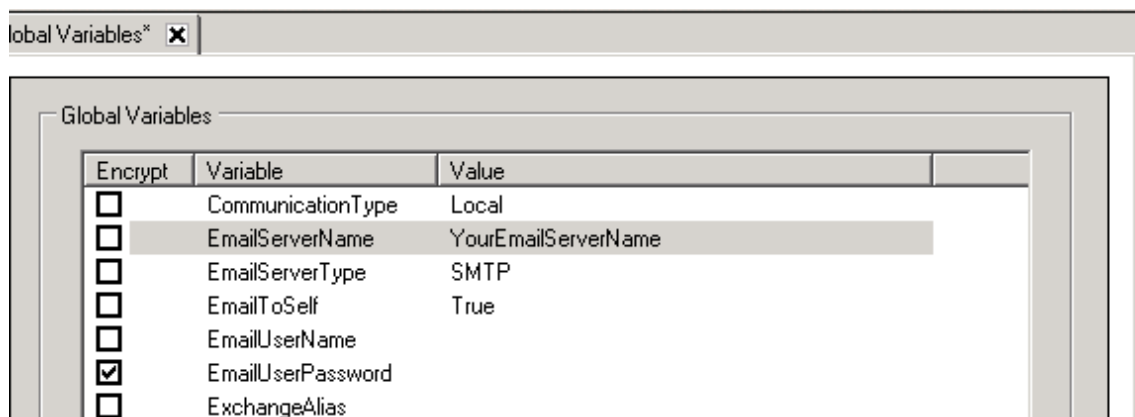 lobal Variables*
Global Variables
Encrypt Variable Value
CommunicationType Local
EmailServerName YourEmailServerName
EmailServerType SMTP
EmailToSelf True
EmailUserName
EmailUserPassword
ExchangeAlias